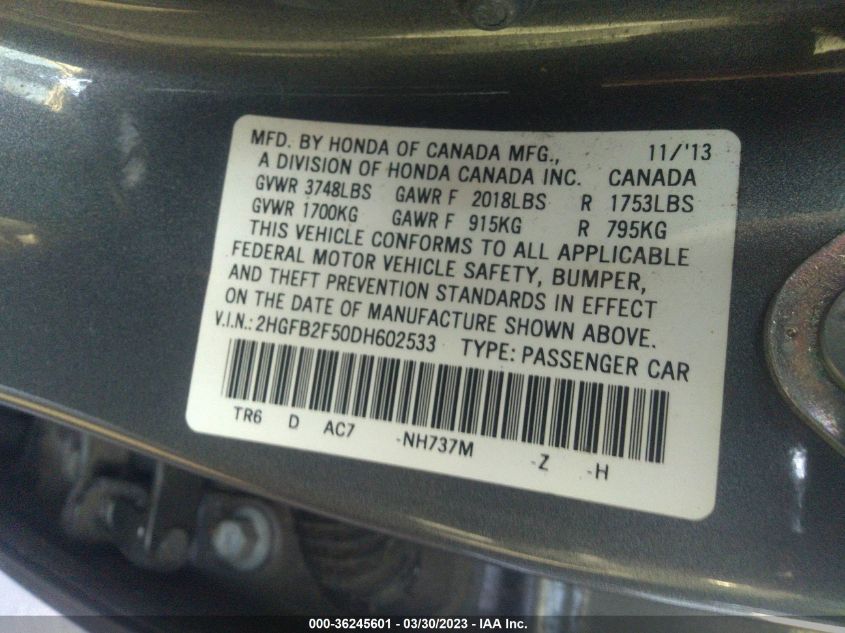 MFD. BY HONDA OF CANADA MFG., 11/'13
A DIVISION OF HONDA CANADA INC. CANADA
GVWR 3748LBS GAWR F 2018LBS R 1753LBS
GVWR 1700KG GAWR F 915KG R 795KG
THIS VEHICLE CONFORMS TO ALL APPLICABLE
FEDERAL MOTOR VEHICLE SAFETY, BUMPER,
AND THEFT PREVENTION STANDARDS IN EFFECT
ON THE DATE OF MANUFACTURE SHOWN ABOVE.
V.I.N.: 2HGFB2F50DH602533 TYPE: PASSENGER CAR
TR6 D AC7 -NH737M -Z -H
000-36245601 - 03/30/2023 - IAA Inc.